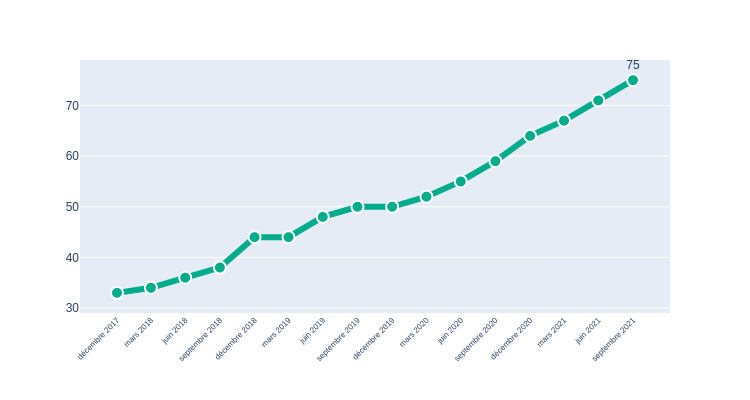 75
70
60
50
40
30
décembre 2017
mars 2018
juin 2018
septembre 2018
décembre 2018
mars 2019
juin 2019
septembre 2019
décembre 2019
mars 2020
juin 2020
septembre 2020
décembre 2020
mars 2021
juin 2021
septembre 2021